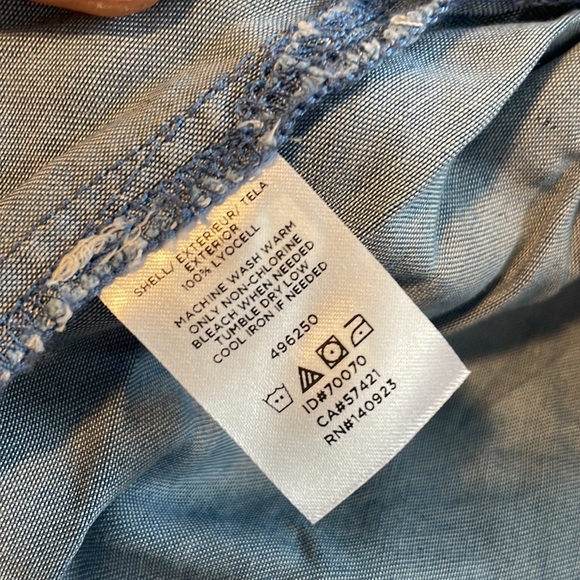 SHELL/ EXTÉRIEUR/ TELA
EXTERIOR
100% LYOCELL
MACHINE WASH WARM
ONLY NON-CHLORINE
BLEACH WHEN NEEDED
TUMBLE DRY LOW
COOL IRON IF NEEDED
496250
ID#70070
CA#57421
RN#140923